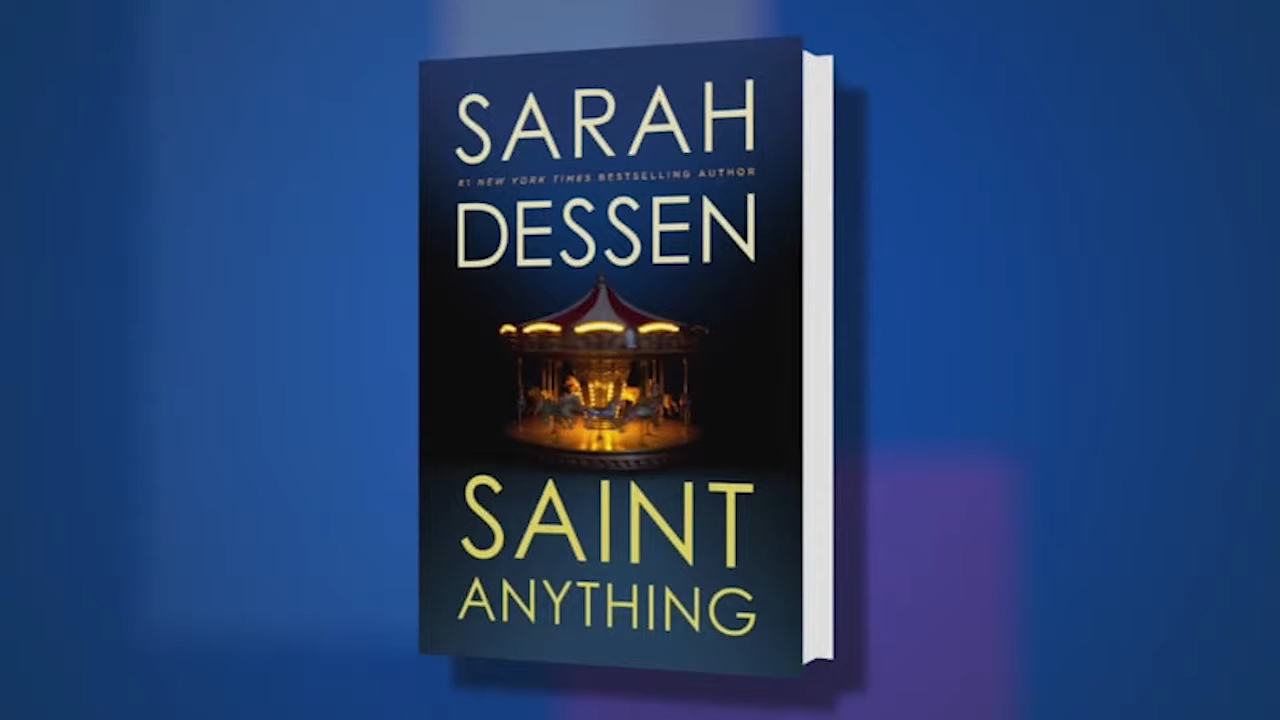 SARAH
#1 NEW YORK TIMES BESTSELLING AUTHOR
DESSEN
SAINT
ANYTHING